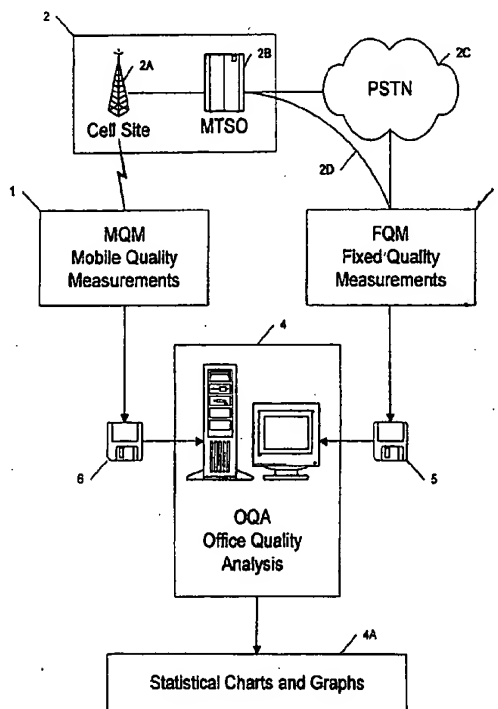 2
2A
2B
2C
PSTN
Cell Site
MTSO
2D
1
MQM
Mobile Quality
Measurements
FQM
Fixed Quality
Measurements
4
6
5
OQA
Office Quality
Analysis
4A
Statistical Charts and Graphs